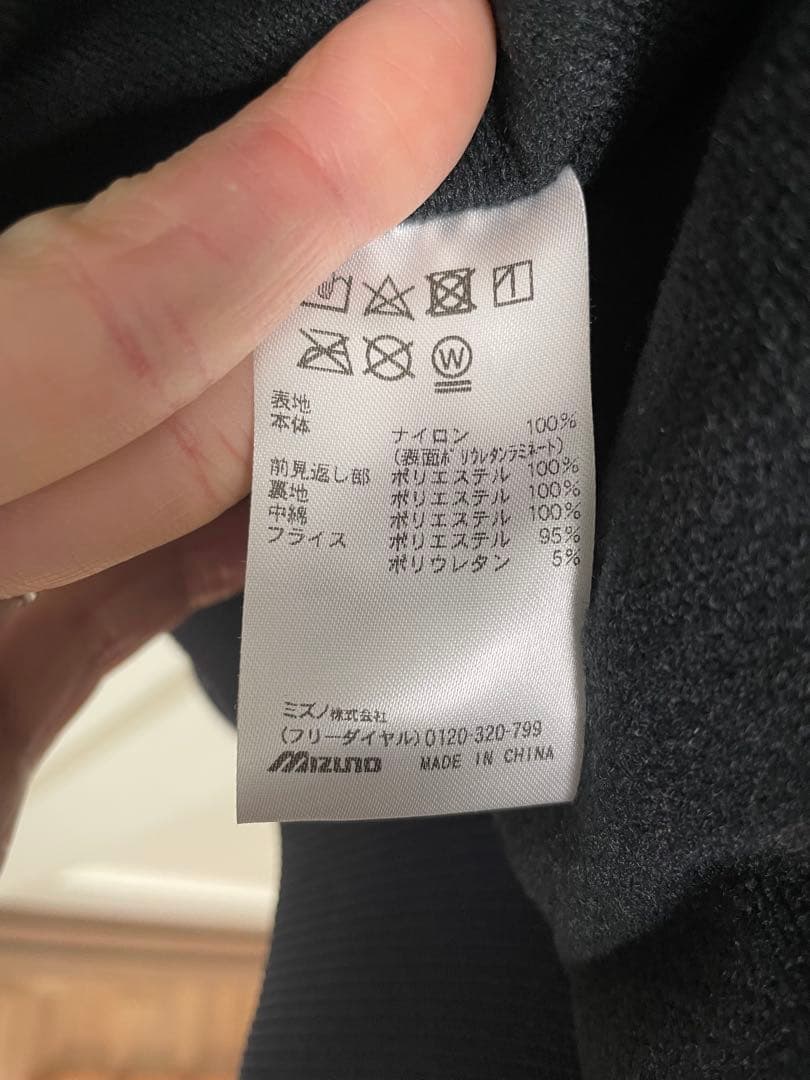 W
表地
本体 ナイロン 100%
(表面ポリウレタンラミネート)
前見返し部 ポリエステル 100%
裏地 ポリエステル 100%
中綿 ポリエステル 100%
フライス ポリエステル 95%
ポリウレタン 5%
ミズノ株式会社
(フリーダイヤル)0120-320-799
MIZUNO MADE IN CHINA